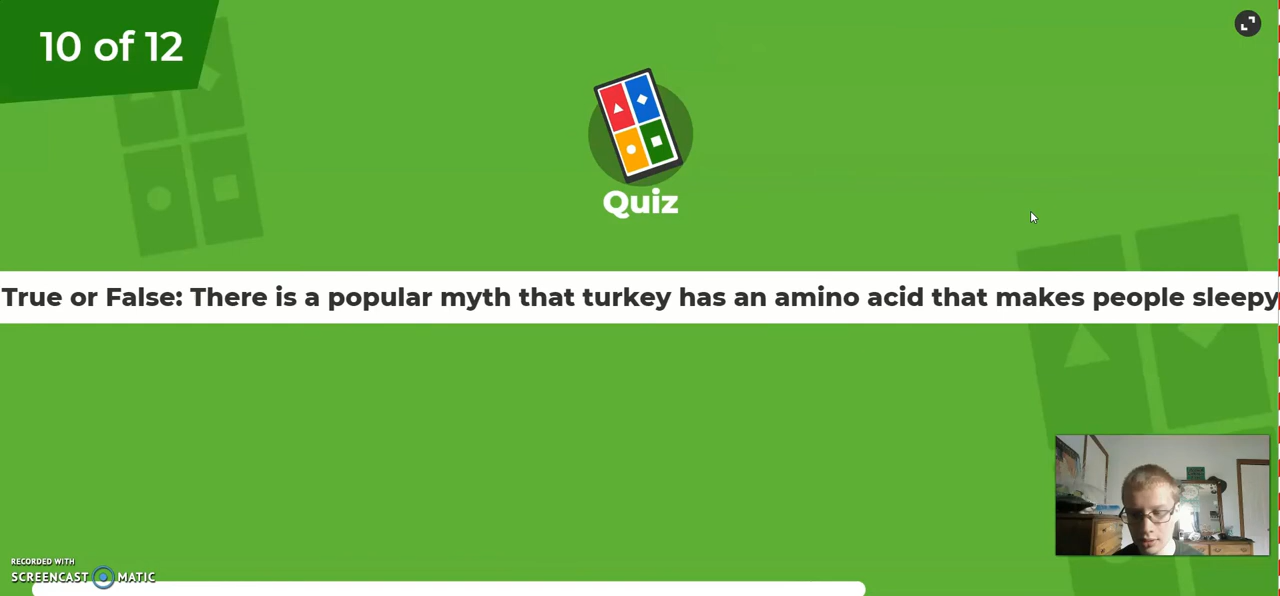 10 of 12
Quiz
True or False: There is a popular myth that turkey has an amino acid that makes people sleepy
RECORDED WITH
SCREENCAST MATIC